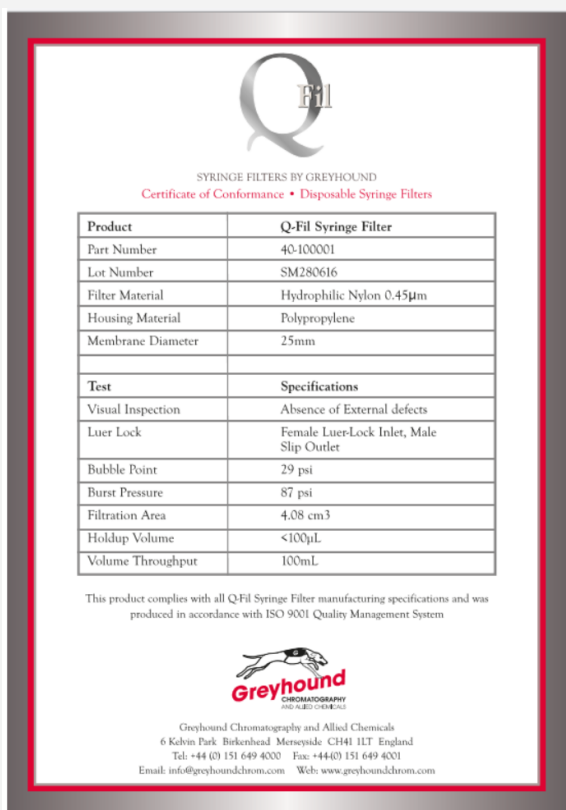 Q Fil
SYRINGE FILTERS BY GREYHOUND
Certificate of Conformance • Disposable Syringe Filters
Product Q-Fil Syringe Filter
Part Number 40-100001
Lot Number SM280616
Filter Material Hydrophilic Nylon 0.45µm
Housing Material Polypropylene
Membrane Diameter 25mm
Test Specifications
Visual Inspection Absence of External defects
Luer Lock Female Luer-Lock Inlet, Male
Slip Outlet
Bubble Point 29 psi
Burst Pressure 87 psi
Filtration Area 4.08 cm3
Holdup Volume <100µL
Volume Throughput 100mL
This product complies with all Q-Fil Syringe Filter manufacturing specifications and was
produced in accordance with ISO 9001 Quality Management System
Greyhound
CHROMATOGRAPHY
AND ALLIED CHEMICALS
Greyhound Chromatography and Allied Chemicals
6 Kelvin Park Birkenhead Merseyside CH41 1LT England
Tel: +44 (0) 151 649 4000 Fax: +44-(0) 151 649 4001
Email: info@greyhoundchrom.com Web: www.greyhoundchrom.com